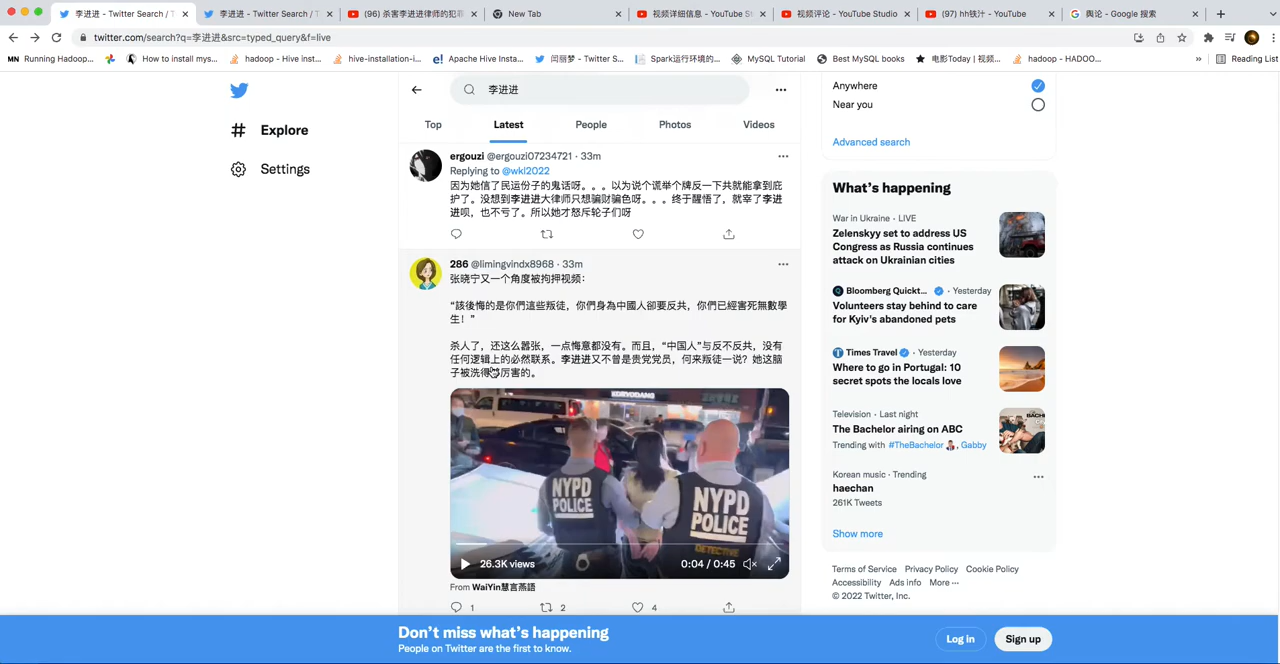 李进进 - Twitter Search / T
李进进 - Twitter Search / T
(96) 杀害李进进律师的犯罪
New Tab
视频详细信息 - YouTube St
视频评论 - YouTube Studio
(97) hh铁汁 - YouTube
舆论 - Google 搜索
twitter.com/search?q=李进进&src=typed_query&f=live
MN Running Hadoop...
How to install mys...
hadoop - Hive inst...
hive-installation-i...
e! Apache Hive Insta...
闫丽梦 - Twitter S...
Spark运行环境的...
MySQL Tutorial
Best MySQL books
电影Today | 视频...
hadoop - HADOO...
» Reading List
李进进
Top Latest People Photos Videos
Explore
Settings
ergouzi @ergouzi07234721 · 33m
Replying to @wkl2022
因为她信了民运份子的鬼话呀。。。以为说个谎举个牌反一下共就能拿到庇
护了。没想到李进进大律师只想骗财骗色呀。。。终于醒悟了，就宰了李进
进呗，也不亏了。所以她才怒斥轮子们呀
286 @limingvindx8968 · 33m
张晓宁又一个角度被拘押视频：
“該後悔的是你們這些叛徒，你們身為中國人卻要反共，你們已經害死無數學
生！”
杀人了，还这么嚣张，一点悔意都没有。而且，“中国人”与反不反共，没有
任何逻辑上的必然联系。李进进又不曾是贵党党员，何来叛徒一说？她这脑
子被洗得够厉害的。
KORYODANG
NYPD
POLICE
NYPD
POLICE
DETECTIVE
26.3K views
0:04 / 0:45
From WaiYin慧言燕語
1 2 4
Anywhere
Near you
Advanced search
What’s happening
War in Ukraine · LIVE
Zelenskyy set to address US
Congress as Russia continues
attack on Ukrainian cities
Bloomberg Quickt... · Yesterday
Volunteers stay behind to care
for Kyiv’s abandoned pets
Times Travel · Yesterday
Where to go in Portugal: 10
secret spots the locals love
Television · Last night
The Bachelor airing on ABC
Trending with #TheBachelor, Gabby
Korean music · Trending
haechan
261K Tweets
Show more
Terms of Service Privacy Policy Cookie Policy
Accessibility Ads info More ···
© 2022 Twitter, Inc.
Don’t miss what’s happening
People on Twitter are the first to know.
Log in
Sign up